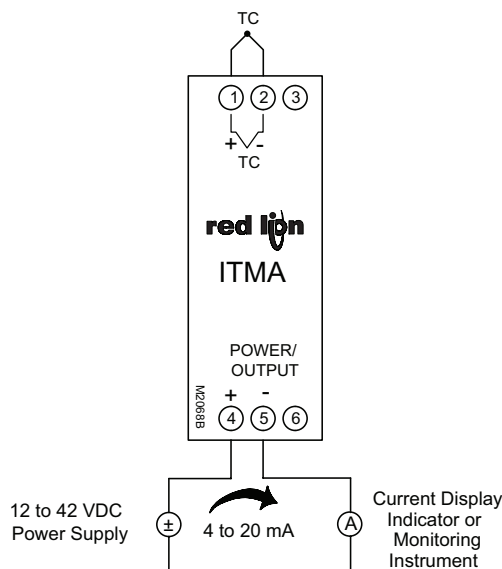 TC
1 2 3
+ -
TC
red lion
ITMA
POWER/
OUTPUT
M2068B
+ -
4 5 6
12 to 42 VDC
Power Supply
±
4 to 20 mA
A
Current Display
Indicator or
Monitoring
Instrument